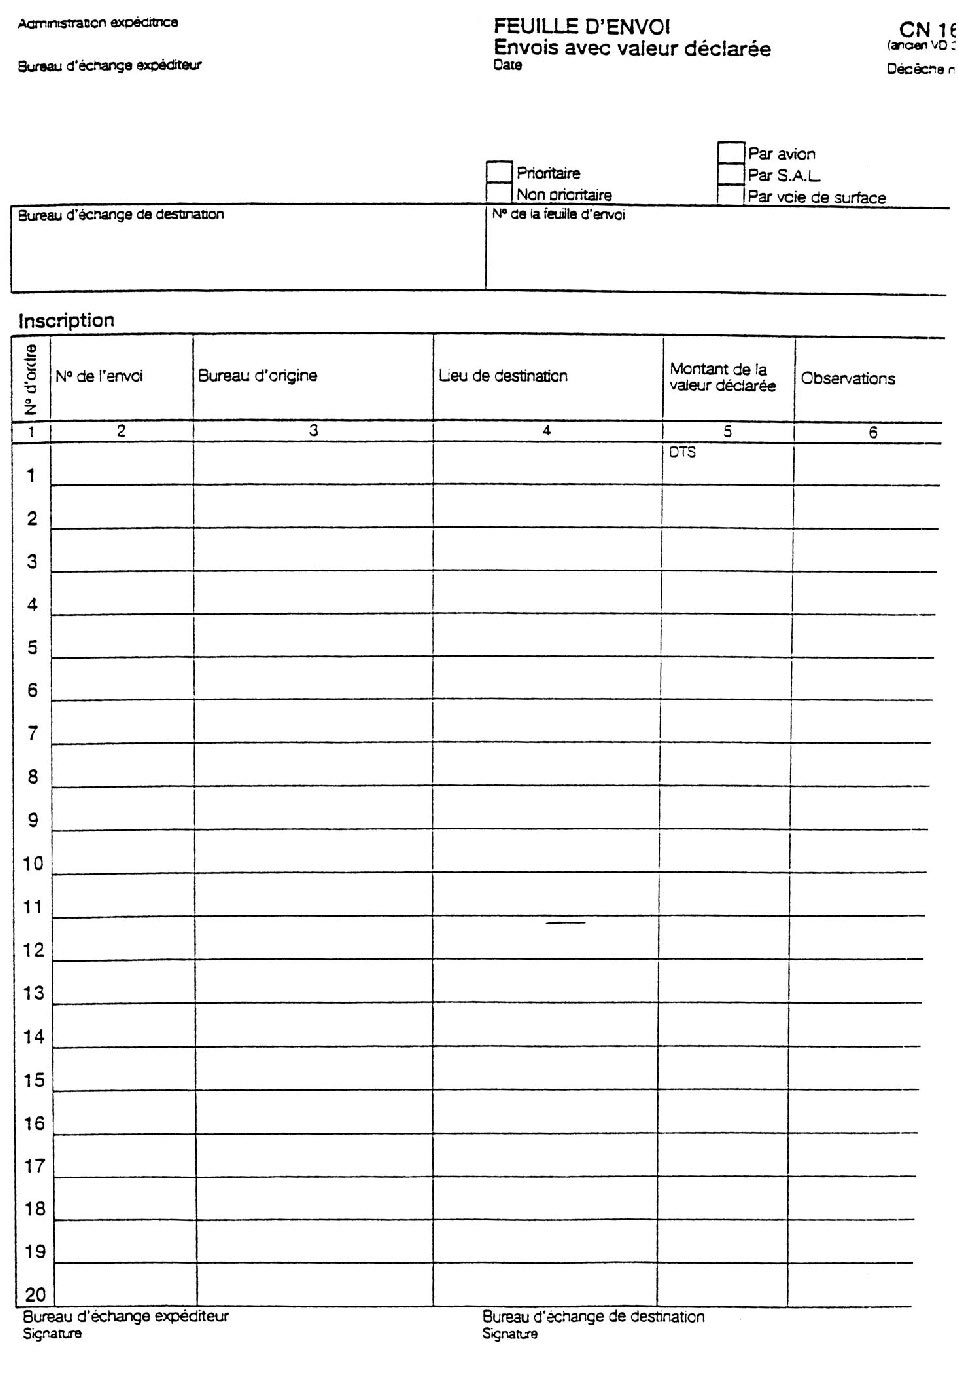 Administration expéditrice
FEUILLE D'ENVOI
CN 16
Envois avec valeur déclarée
(ancien VD
Bureau d'échange expéditeur
Date
Dépêche n
Prioritaire
Non prioritaire
Par avion
Par S.A.L.
Par voie de surface
Bureau d'échange de destination
N° de la feuille d'envoi
Inscription
N° d'ordre
N° de l'envoi
Bureau d'origine
Lieu de destination
Montant de la
valeur déclarée
Observations
1 2 3 4 5 6
DTS
1
2
3
4
5
6
7
8
9
10
11
12
13
14
15
16
17
18
19
20
Bureau d'échange expéditeur
Signature
Bureau d'échange de destination
Signature